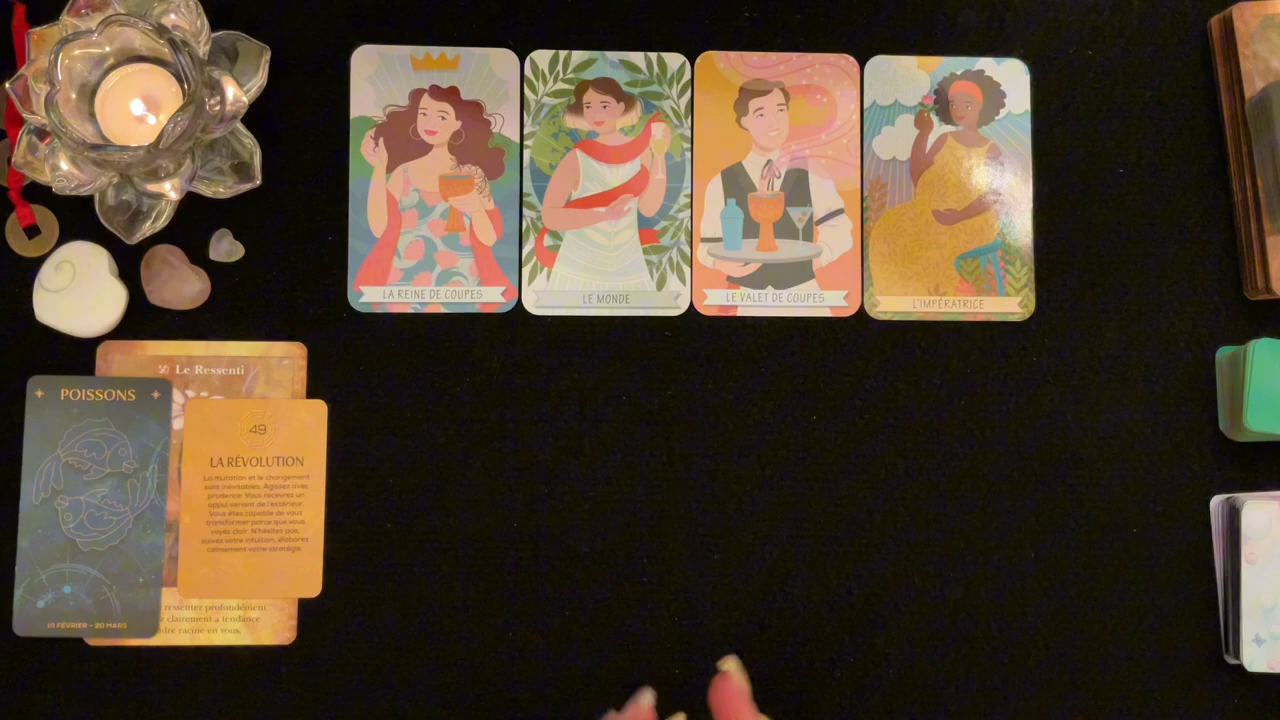 LA REINE DE COUPES
LE MONDE
LE VALET DE COUPES
L'IMPÉRATRICE
Le Ressenti
POISSONS
19 FÉVRIER - 20 MARS
49
LA RÉVOLUTION
La mutation et le changement
sont inévitables. Agissez avec
prudence. Vous recevrez un
appui venant de l'extérieur.
Vous êtes capable de vous
transformer parce que vous
voyez clair. N'hésitez pas,
suivez votre intuition, élaborez
calmement votre stratégie.
ressentez profondément
clairement a tendance
racine en vous,